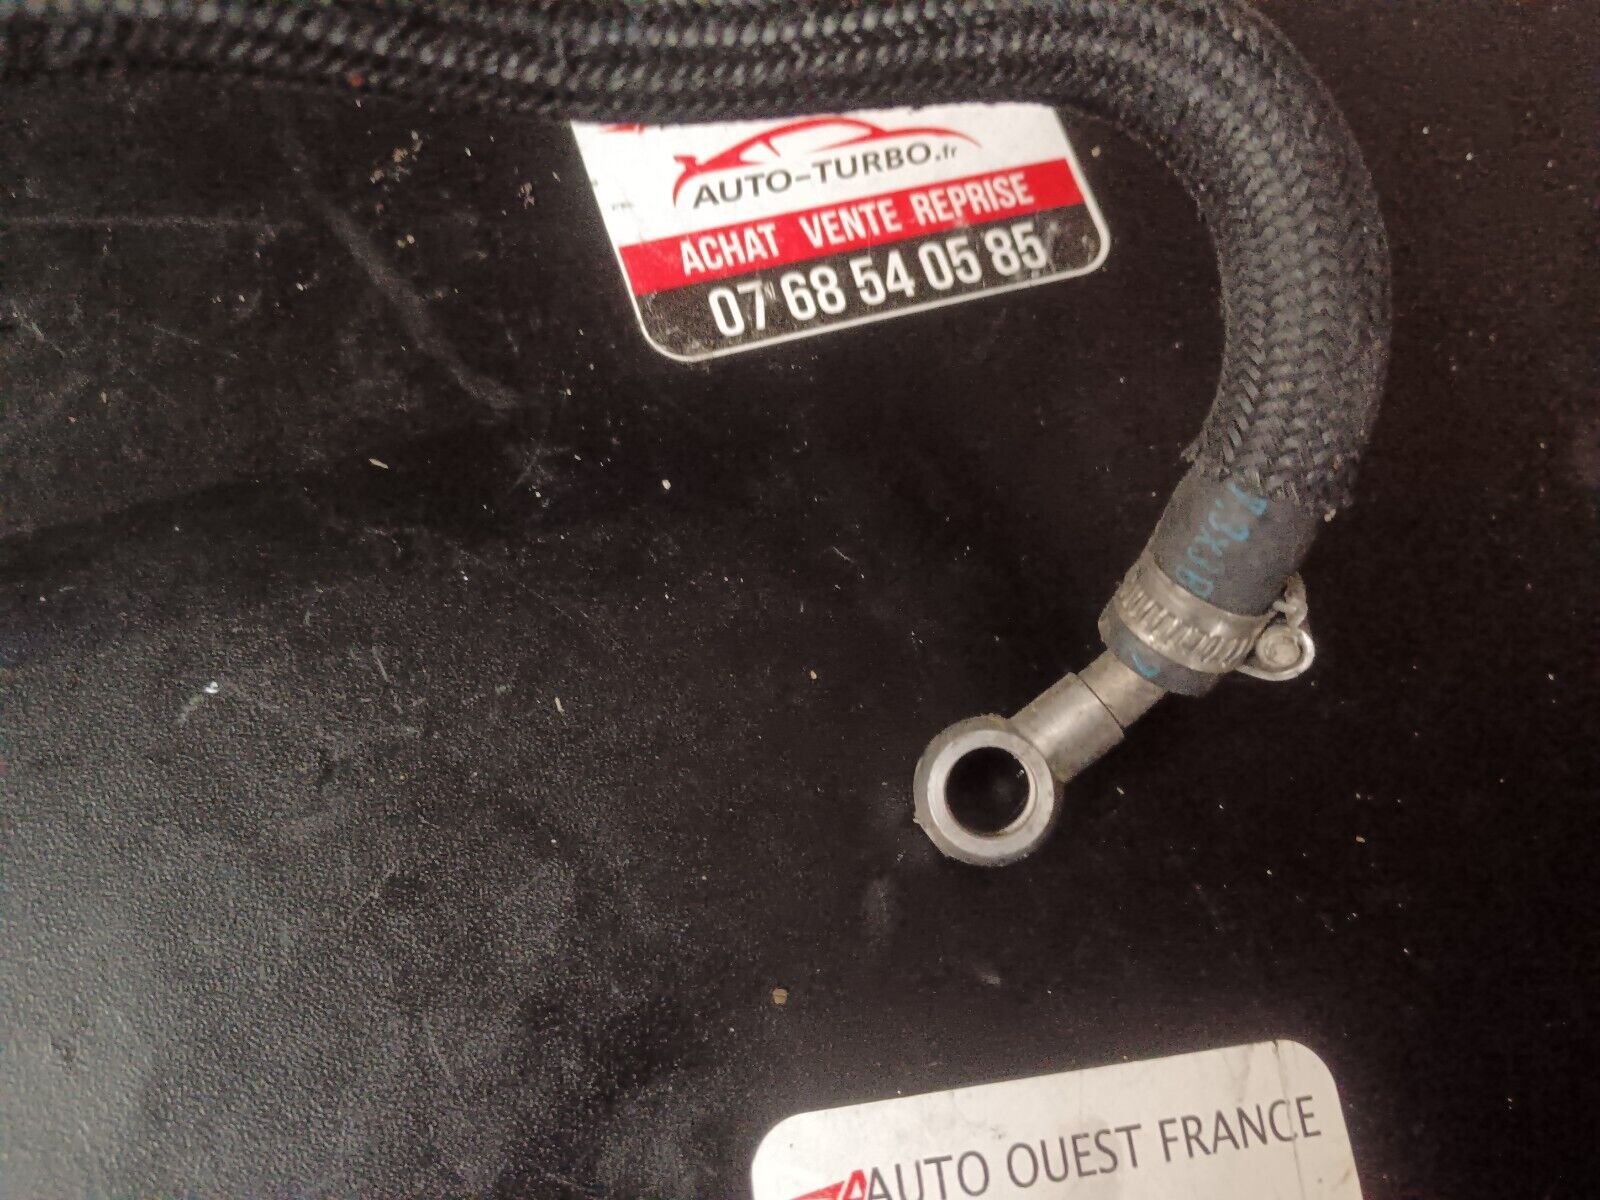 AUTO-TURBO.fr
ACHAT VENTE REPRISE
07 68 54 05 85
AUTO OUEST FRANCE